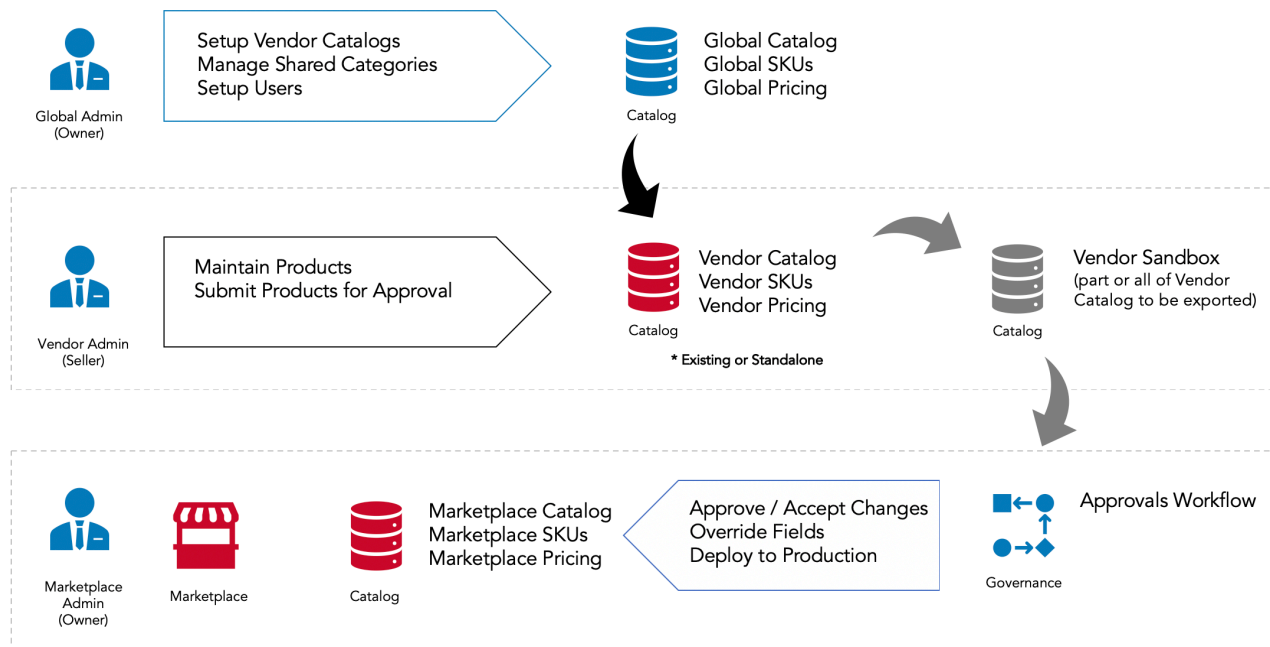 Setup Vendor Catalogs
Manage Shared Categories
Setup Users
Global Admin
(Owner)
Global Catalog
Global SKUs
Global Pricing
Catalog
Maintain Products
Submit Products for Approval
Vendor Admin
(Seller)
Vendor Catalog
Vendor SKUs
Vendor Pricing
Catalog
* Existing or Standalone
Vendor Sandbox
(part or all of Vendor
Catalog to be exported)
Catalog
Marketplace
Admin
(Owner)
Marketplace
Marketplace Catalog
Marketplace SKUs
Marketplace Pricing
Catalog
Approve / Accept Changes
Override Fields
Deploy to Production
Approvals Workflow
Governance